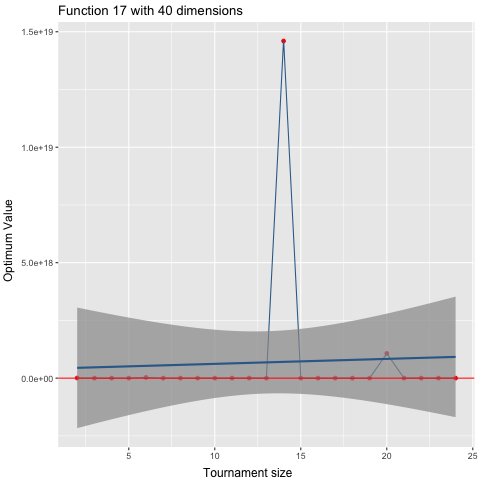 Function 17 with 40 dimensions
Optimum Value
1.5e+19
1.0e+19
5.0e+18
0.0e+00
5 10 15 20 25
Tournament size